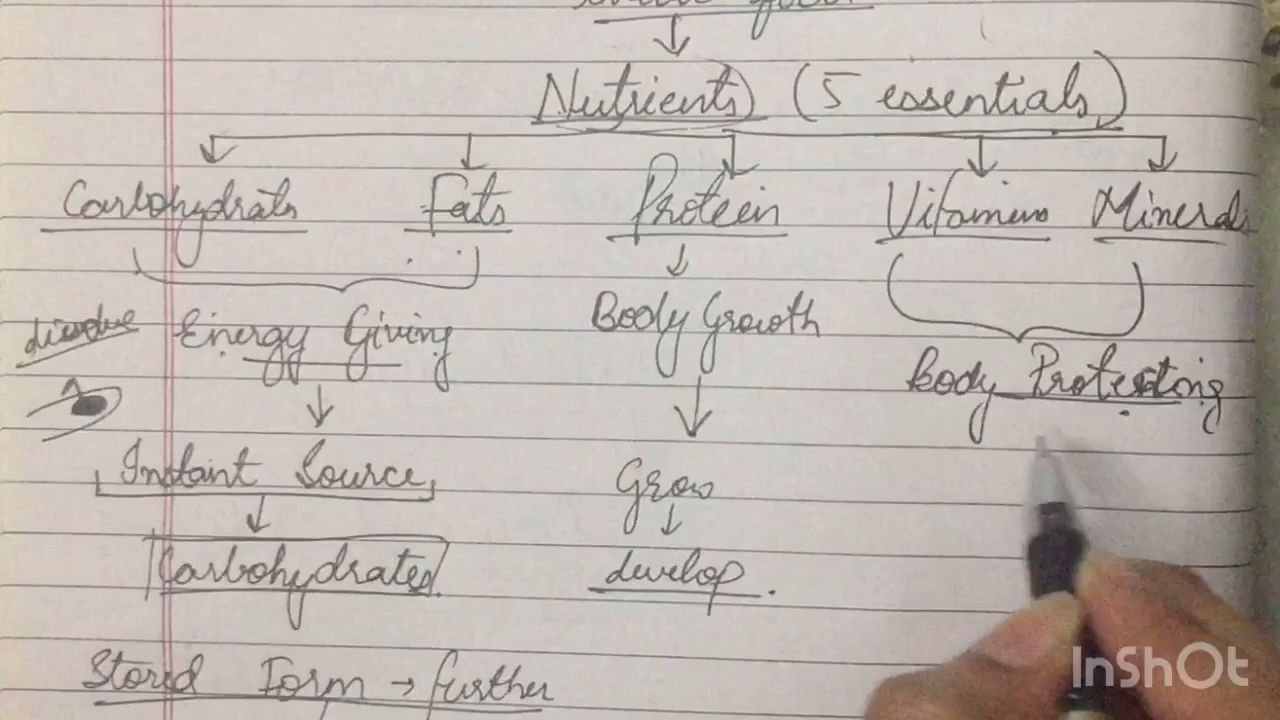 Nutrients (5 essentials)
Carbohydrats Fats Protein Vitamins Minerals
Energy Giving Body Growth
Body Protecting
Instant Source Grow
Carbohydrates develop.
Stored Form → further
InShOt